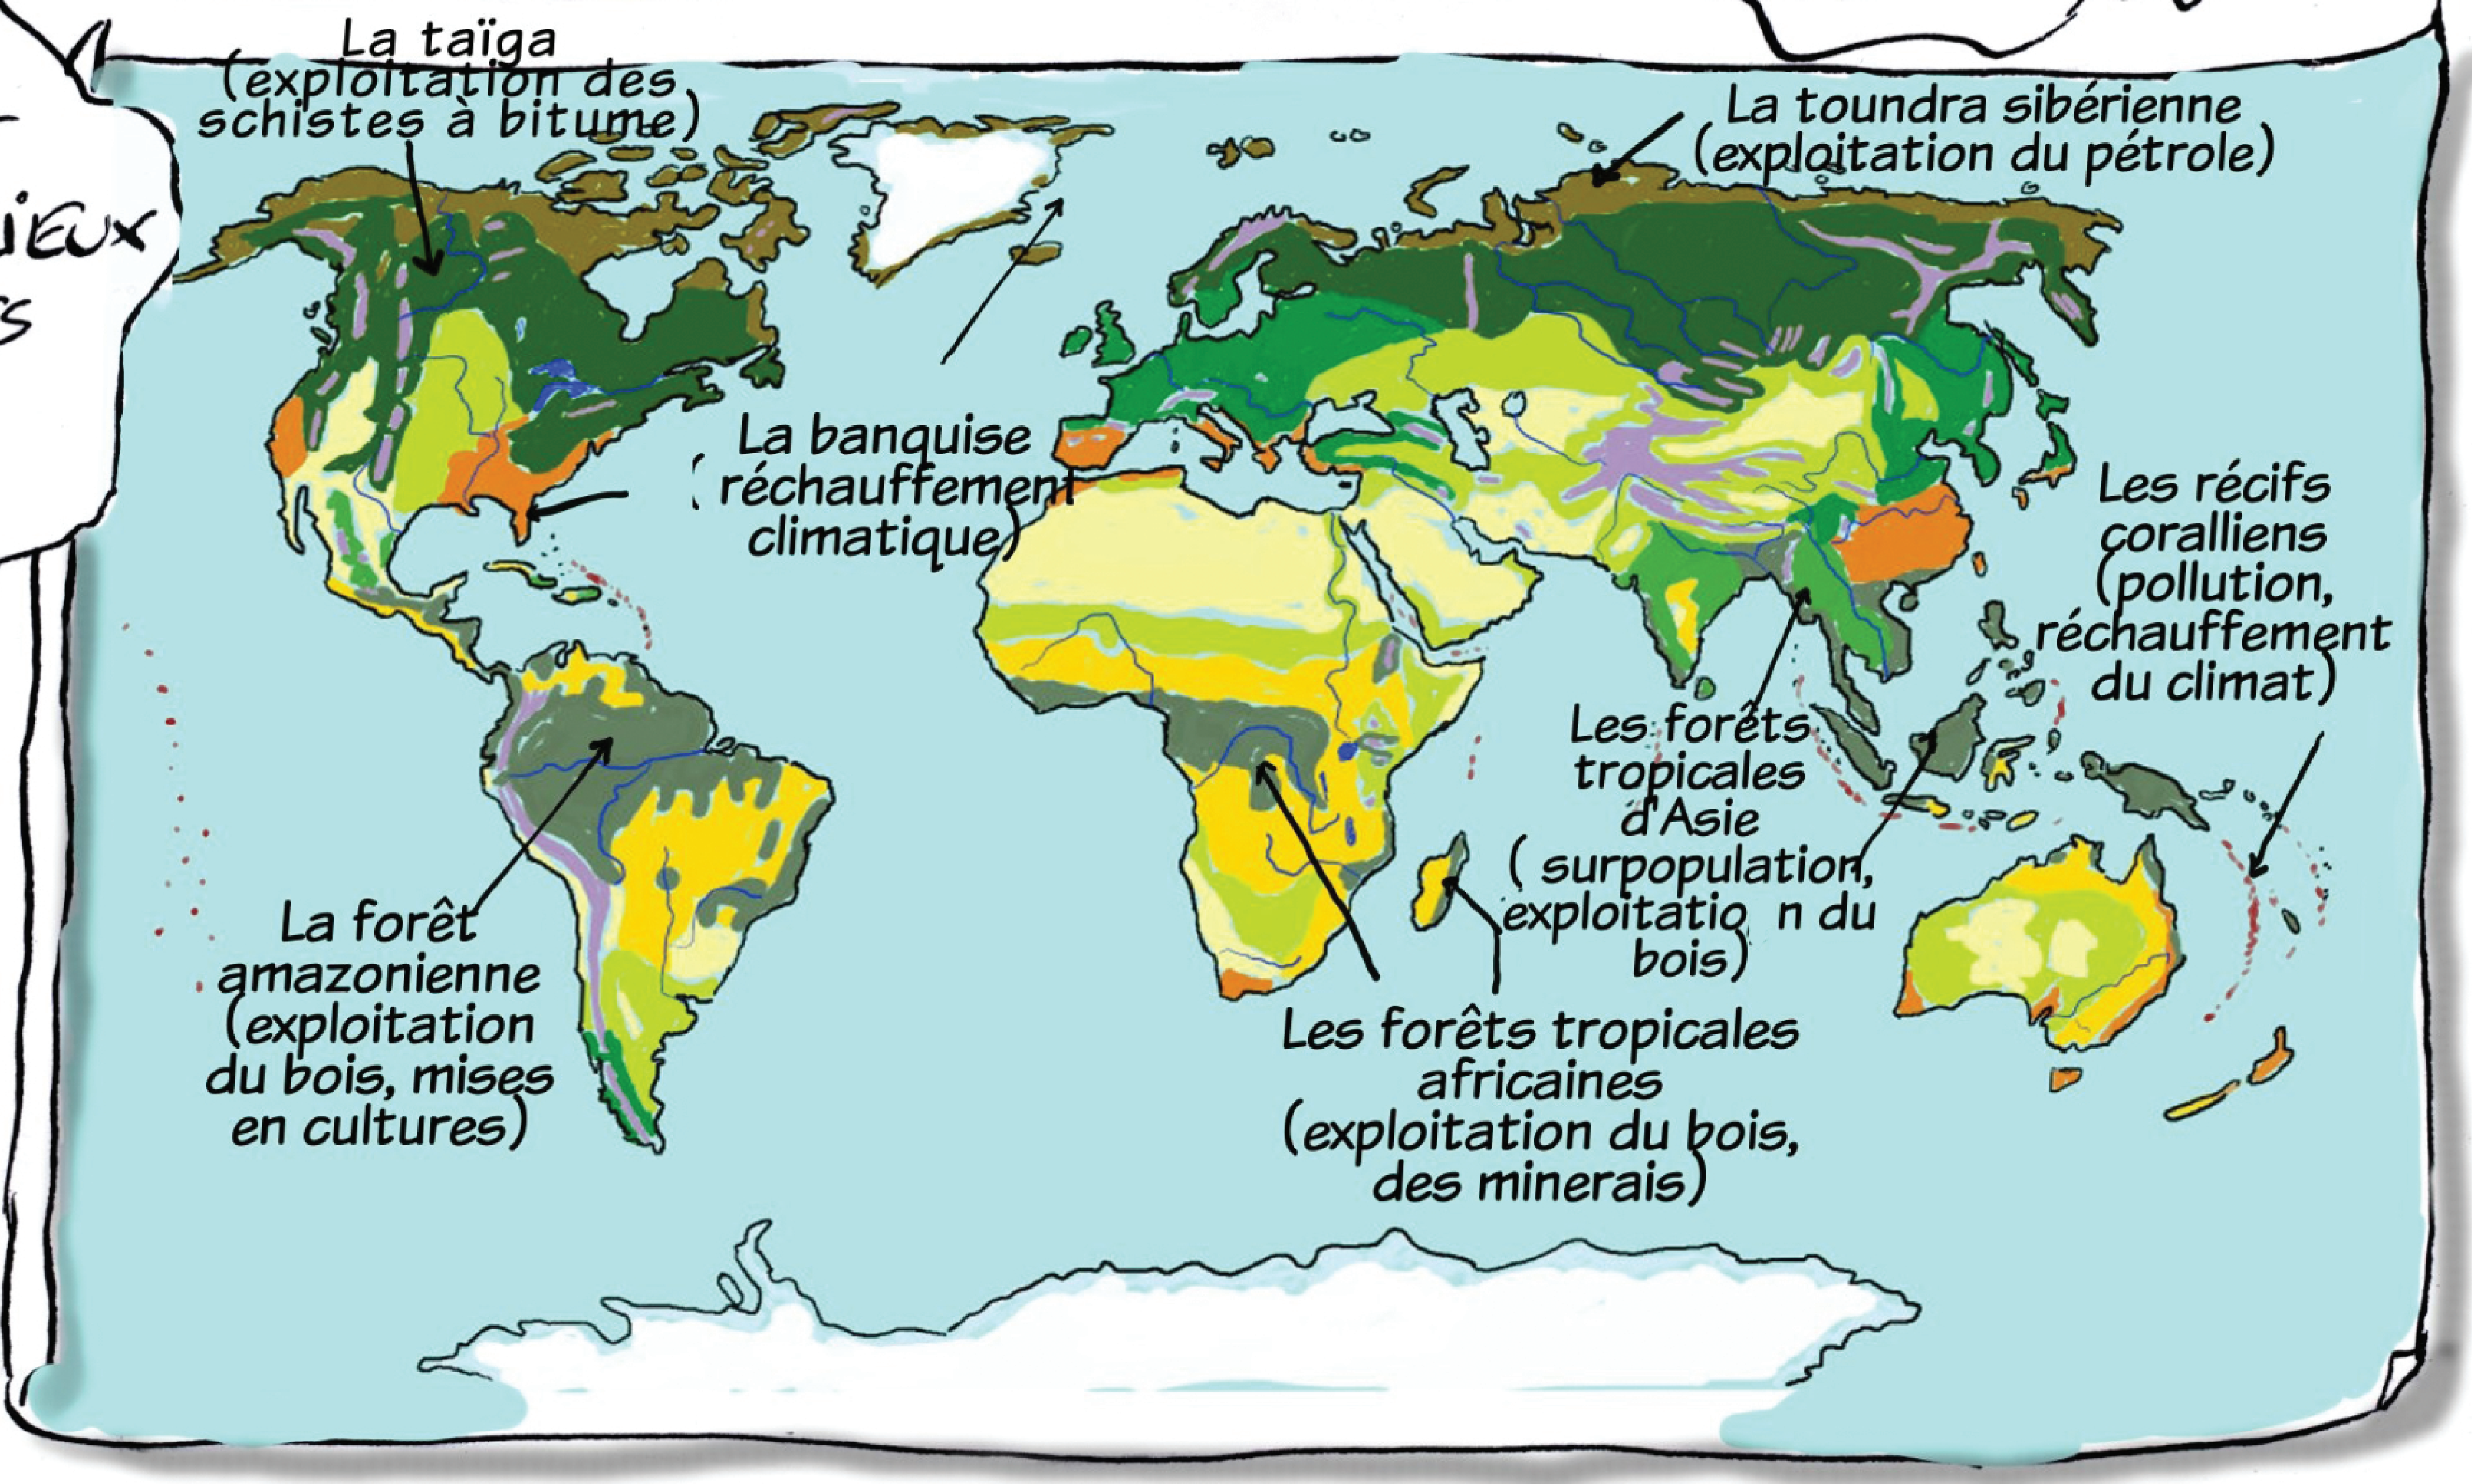 La taïga
(exploitation des
schistes à bitume)
La toundra sibérienne
(exploitation du pétrole)
La banquise
( réchauffement
climatique)
Les récifs
coralliens
(pollution,
réchauffement
du climat)
Les forêts
tropicales
d'Asie
( surpopulation,
exploitatio n du
bois)
La forêt
amazonienne
(exploitation
du bois, mises
en cultures)
Les forêts tropicales
africaines
(exploitation du bois,
des minerais)